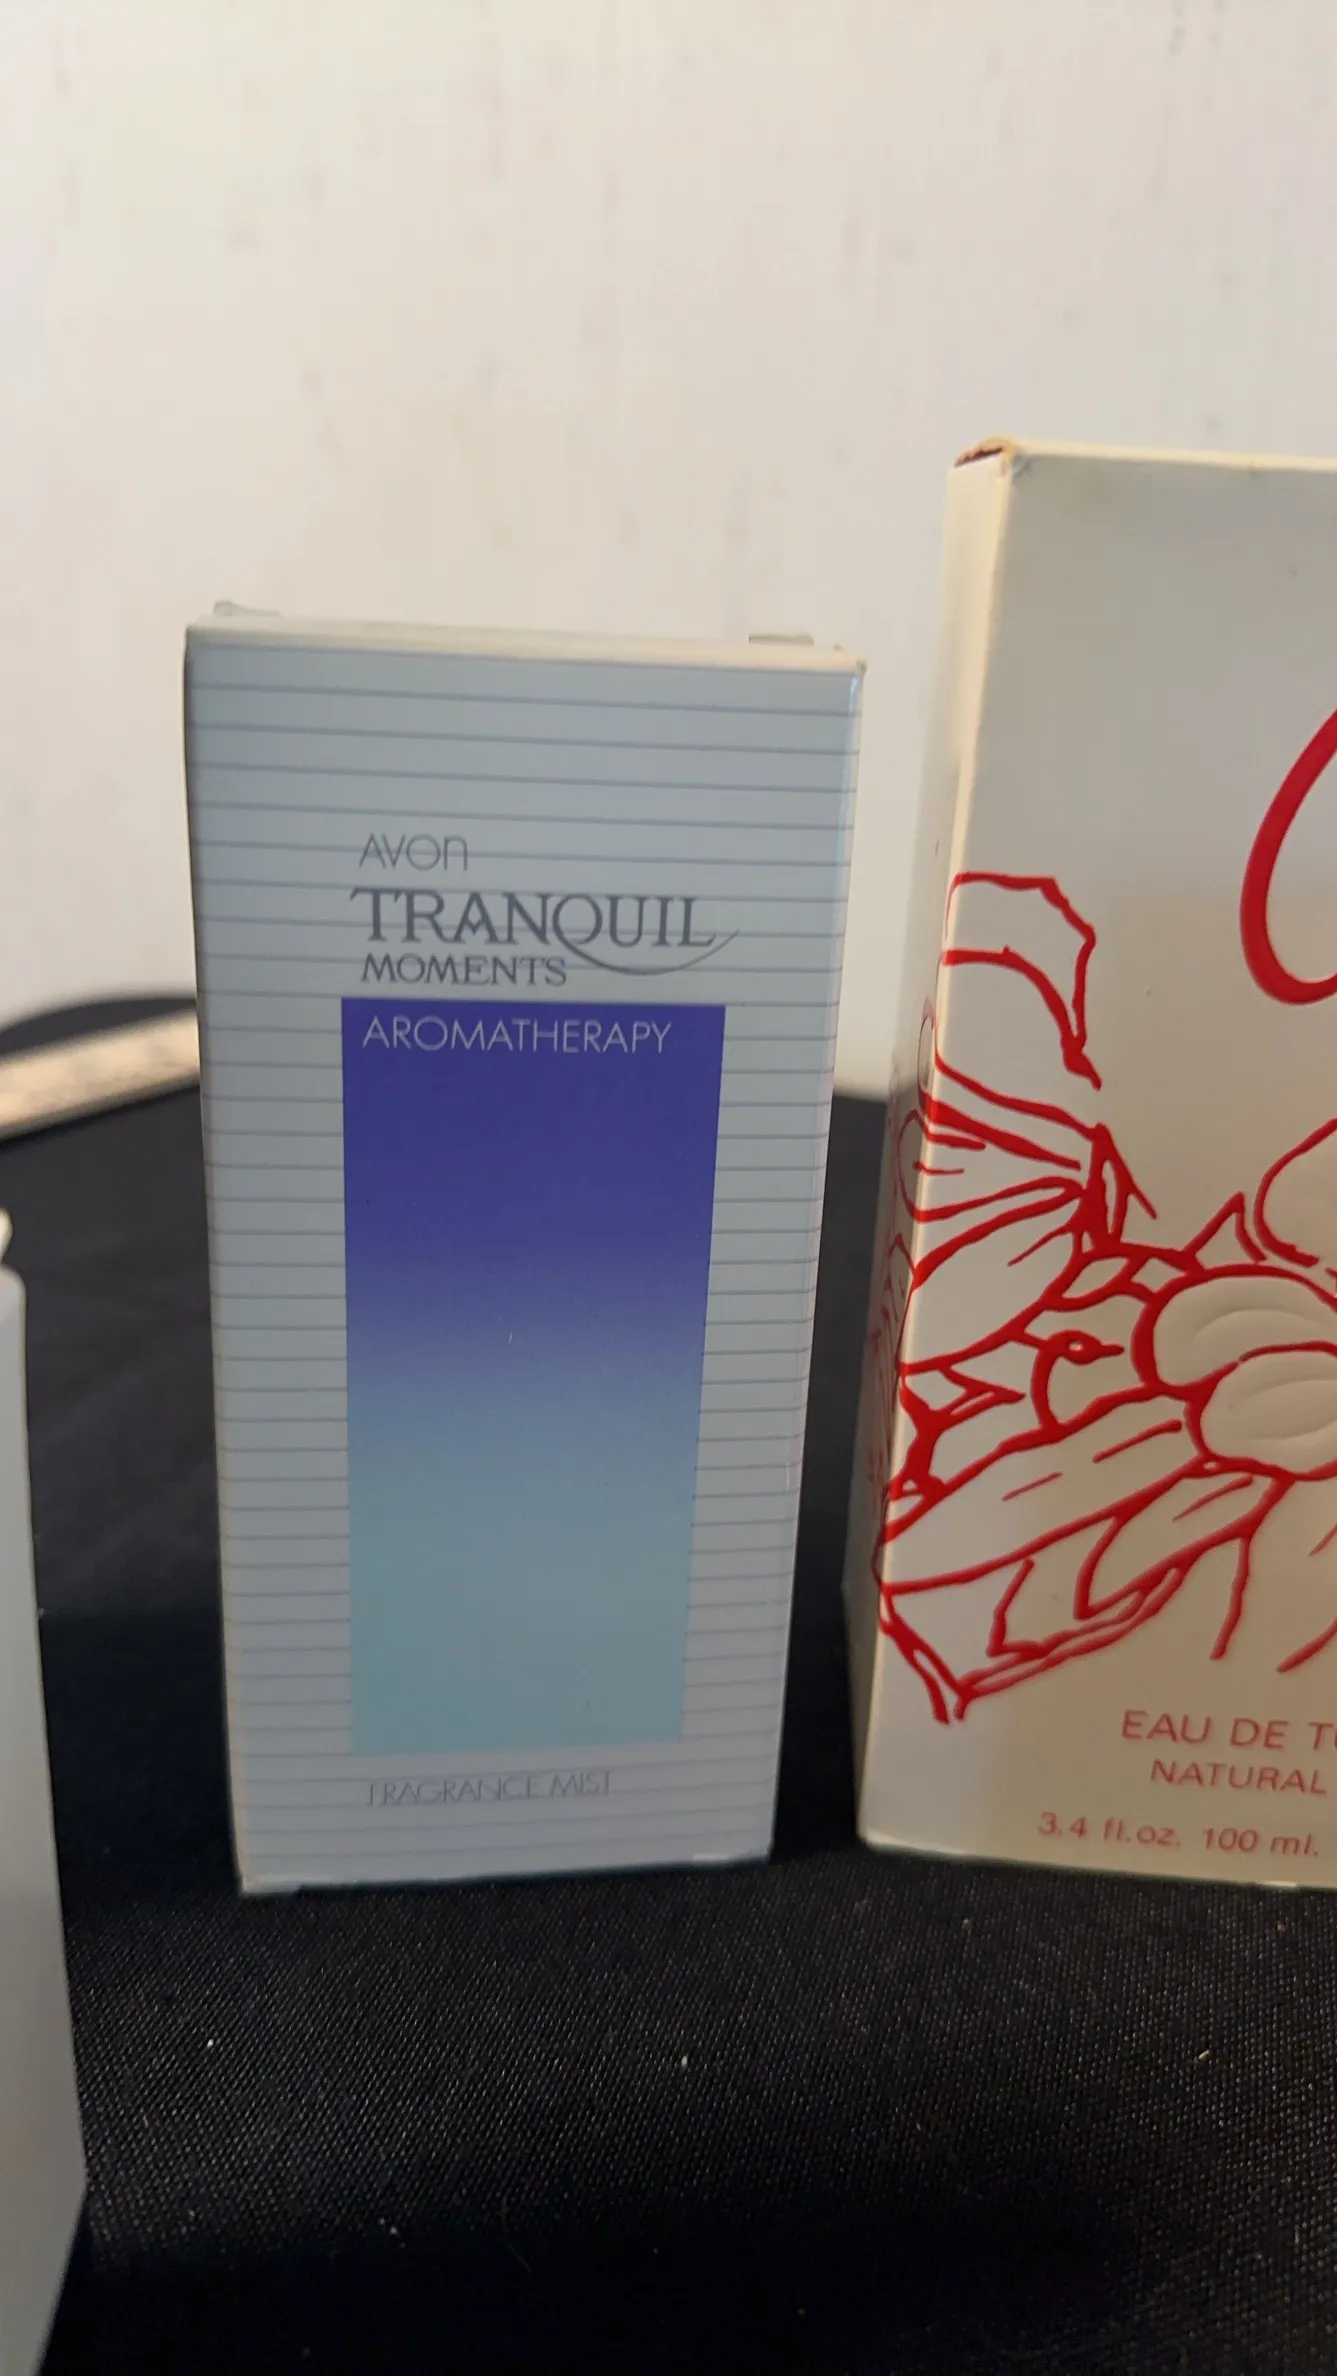 AVON
TRANQUIL
MOMENTS
AROMATHERAPY
FRAGRANCE MIST
EAU DE
NATURAL
3.4 fl.oz. 100 ml.